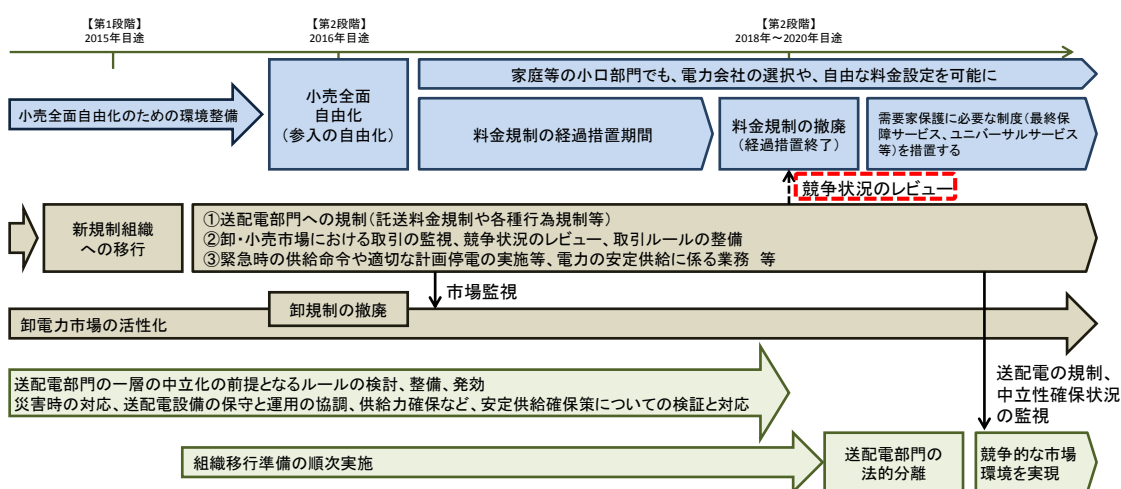 【第1段階】
2015年目途
【第2段階】
2016年目途
【第2段階】
2018年～2020年目途
家庭等の小口部門でも、電力会社の選択や、自由な料金設定を可能に
小売全面自由化のための環境整備
小売全面
自由化
(参入の自由化)
料金規制の経過措置期間
料金規制の撤廃
(経過措置終了)
需要家保護に必要な制度(最終保
障サービス、ユニバーサルサービス
等)を措置する
競争状況のレビュー
新規制組織
への移行
①送配電部門への規制(託送料金規制や各種行為規制等)
②卸・小売市場における取引の監視、競争状況のレビュー、取引ルールの整備
③緊急時の供給命令や適切な計画停電の実施等、電力の安定供給に係る業務 等
市場監視
卸規制の撤廃
卸電力市場の活性化
送配電部門の一層の中立化の前提となるルールの検討、整備、発効
災害時の対応、送配電設備の保守と運用の協調、供給力確保など、安定供給確保策についての検証と対応
送配電の規制、
中立性確保状況
の監視
組織移行準備の順次実施
送配電部門の
法的分離
競争的な市場
環境を実現